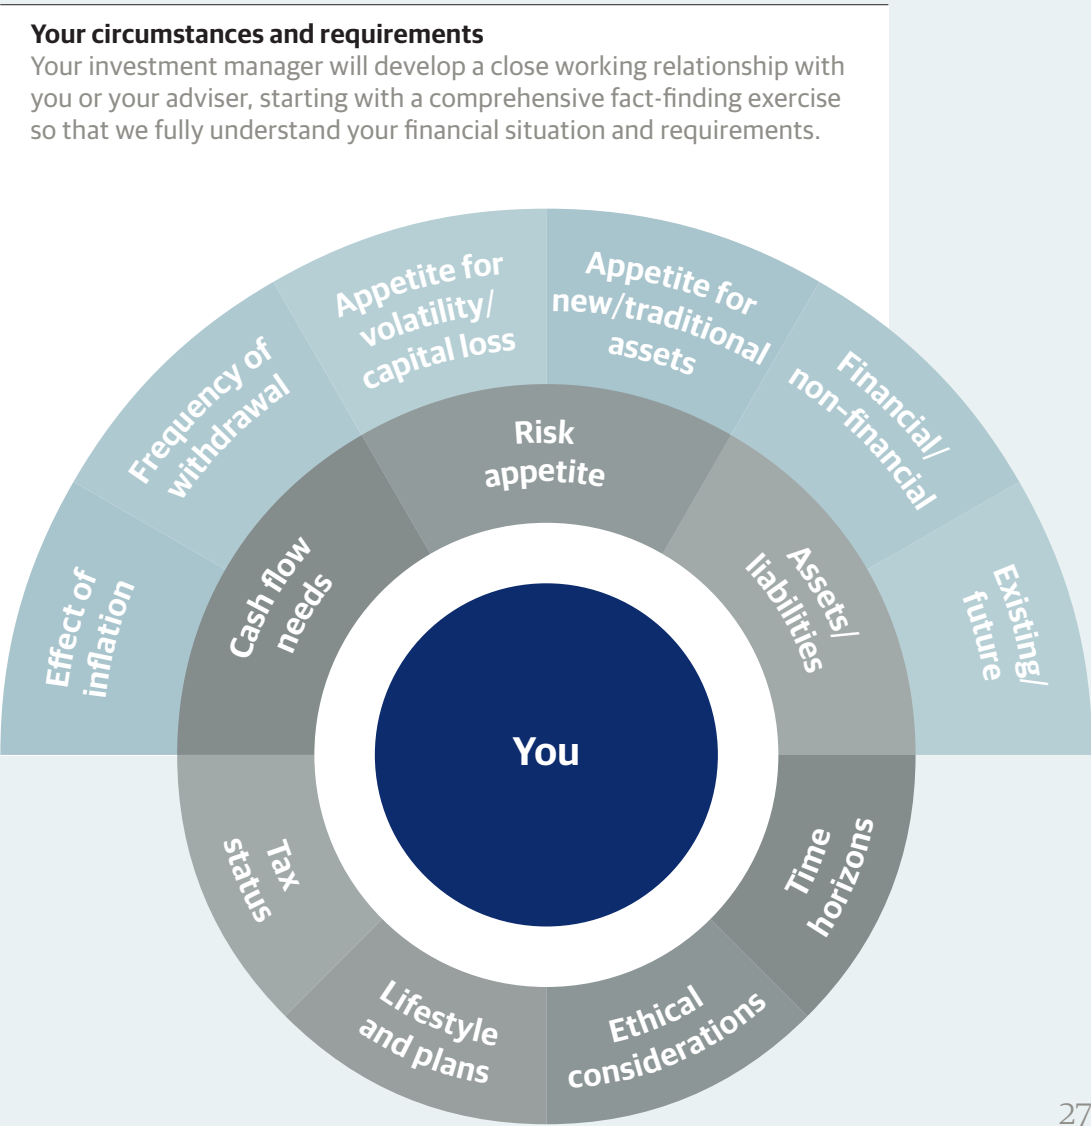 Your circumstances and requirements
Your investment manager will develop a close working relationship with
you or your adviser, starting with a comprehensive fact-finding exercise
so that we fully understand your financial situation and requirements.
Effect of
inflation
Frequency of
withdrawal
Appetite for
volatility/
capital loss
Appetite for
new/traditional
assets
Financial/
non-financial
Existing/
future
Cash flow
needs
Risk
appetite
Assets/
liabilities
You
Tax
status
Lifestyle
and plans
Ethical
considerations
Time
horizons
27